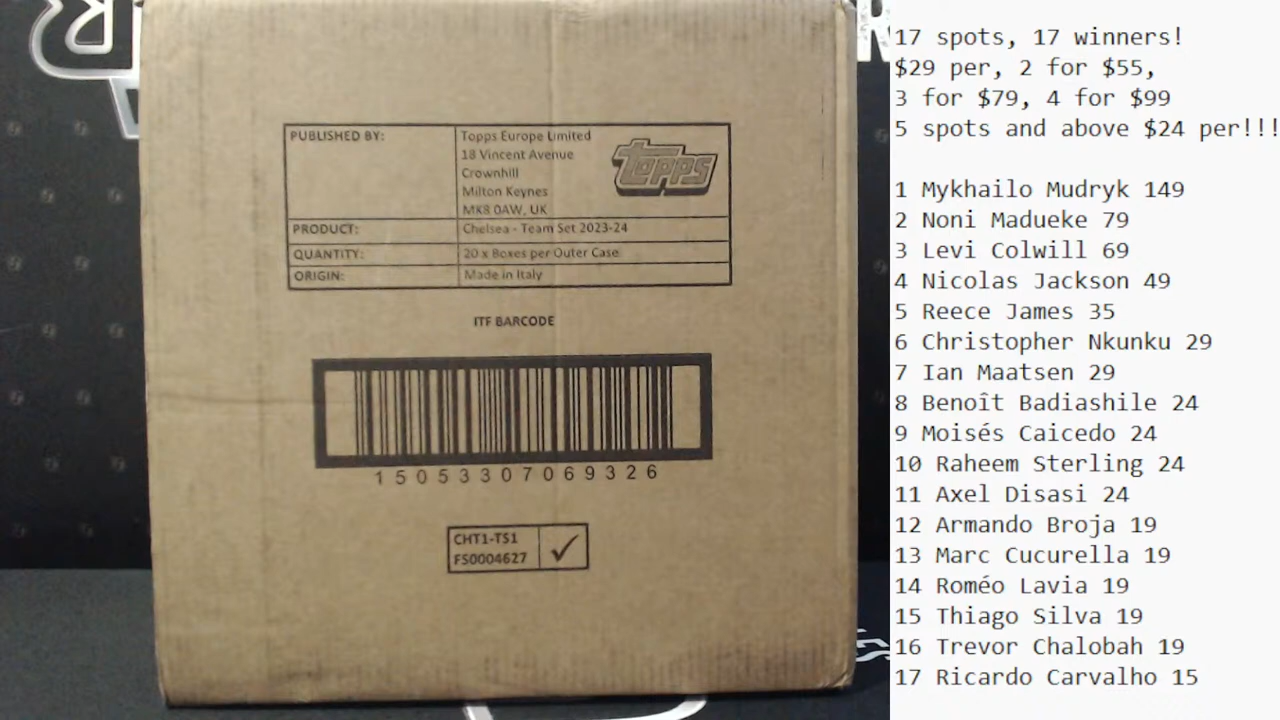 PUBLISHED BY:
Topps Europe Limited
18 Vincent Avenue
Crownhill
Milton Keynes
MK8 0AW, UK
Topps
PRODUCT:
Chelsea - Team Set 2023-24
QUANTITY:
20 x Boxes per Outer Case
ORIGIN:
Made in Italy
ITF BARCODE
15053307069326
CHT1-TS1
FS0004627
17 spots, 17 winners!
$29 per, 2 for $55,
3 for $79, 4 for $99
5 spots and above $24 per!!!
1 Mykhailo Mudryk 149
2 Noni Madueke 79
3 Levi Colwill 69
4 Nicolas Jackson 49
5 Reece James 35
6 Christopher Nkunku 29
7 Ian Maatsen 29
8 Benoît Badiashile 24
9 Moisés Caicedo 24
10 Raheem Sterling 24
11 Axel Disasi 24
12 Armando Broja 19
13 Marc Cucurella 19
14 Roméo Lavia 19
15 Thiago Silva 19
16 Trevor Chalobah 19
17 Ricardo Carvalho 15